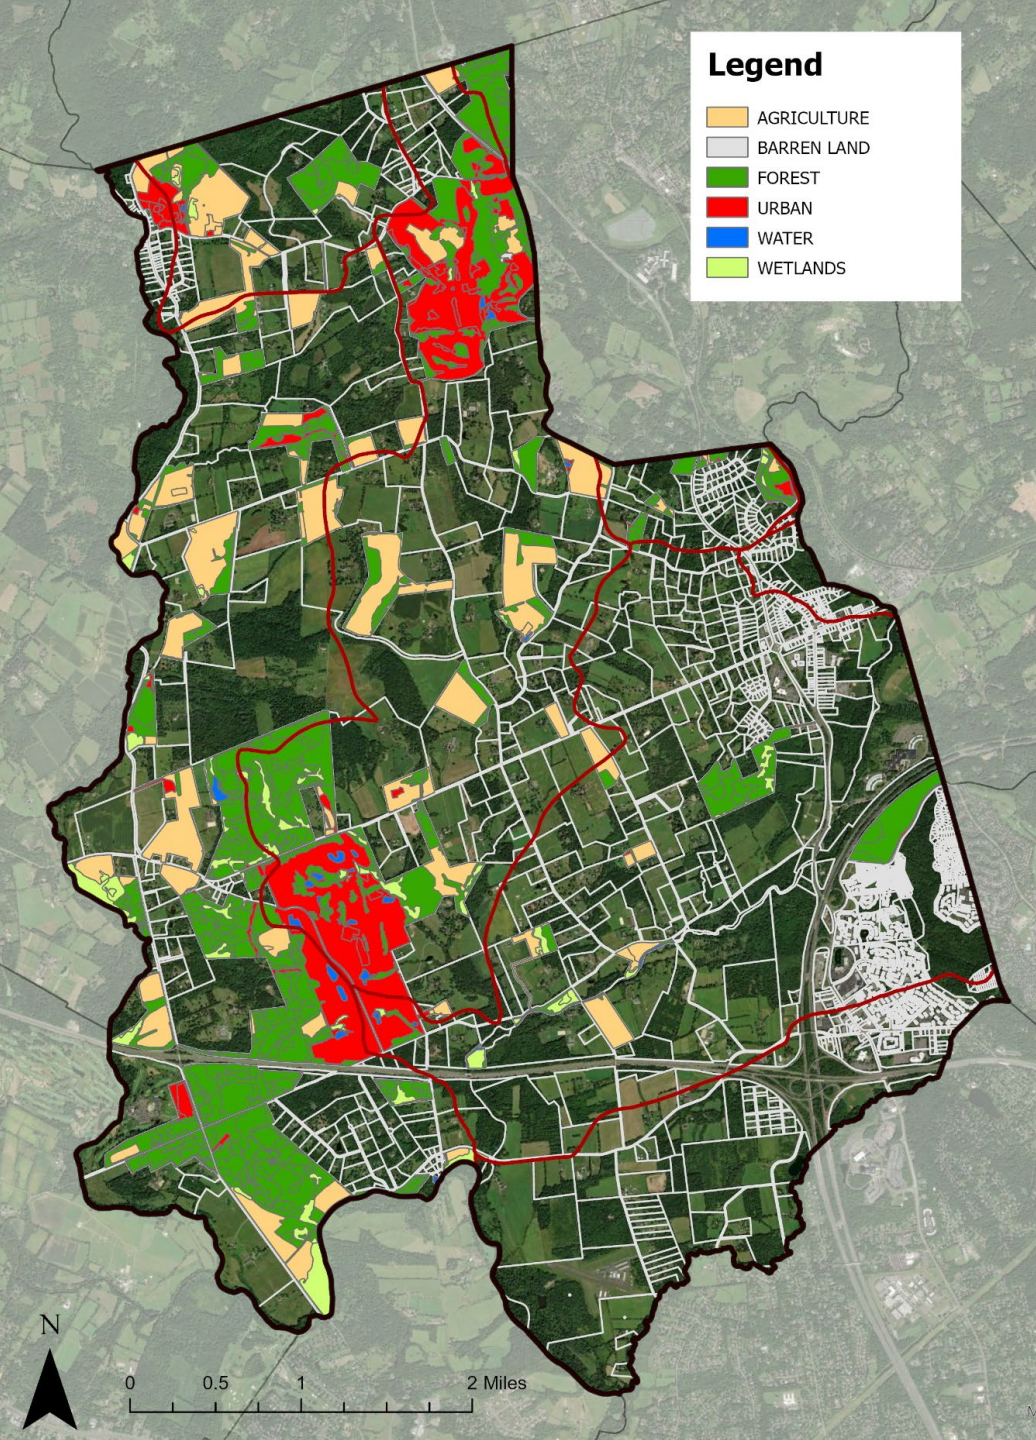 Legend
AGRICULTURE
BARREN LAND
FOREST
URBAN
WATER
WETLANDS
N
0 0.5 1 2 Miles